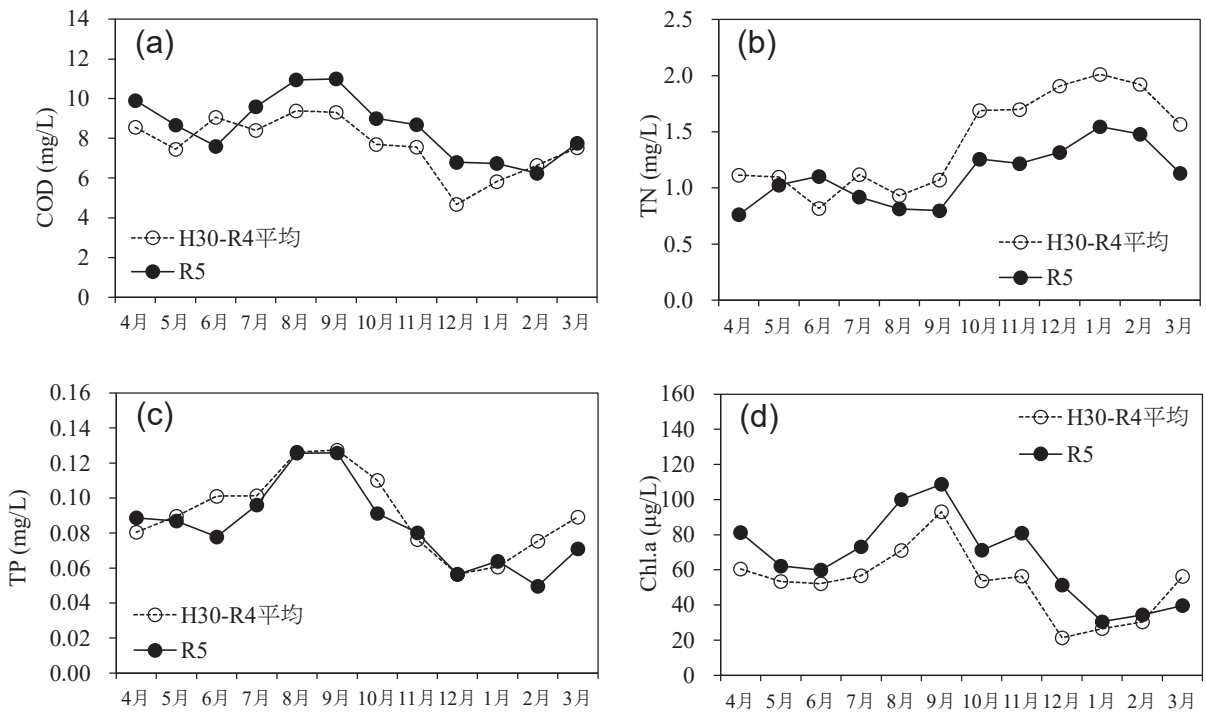 (a)
COD (mg/L)
14
12
10
8
6
4
2
0
H30-R4平均
R5
4月 5月 6月 7月 8月 9月 10月 11月 12月 1月 2月 3月
(b)
TN (mg/L)
2.5
2.0
1.5
1.0
0.5
0.0
H30-R4平均
R5
4月 5月 6月 7月 8月 9月 10月 11月 12月 1月 2月 3月
(c)
TP (mg/L)
0.16
0.14
0.12
0.10
0.08
0.06
0.04
0.02
0.00
H30-R4平均
R5
4月 5月 6月 7月 8月 9月 10月 11月 12月 1月 2月 3月
(d)
Chl.a (μg/L)
160
140
120
100
80
60
40
20
0
H30-R4平均
R5
4月 5月 6月 7月 8月 9月 10月 11月 12月 1月 2月 3月